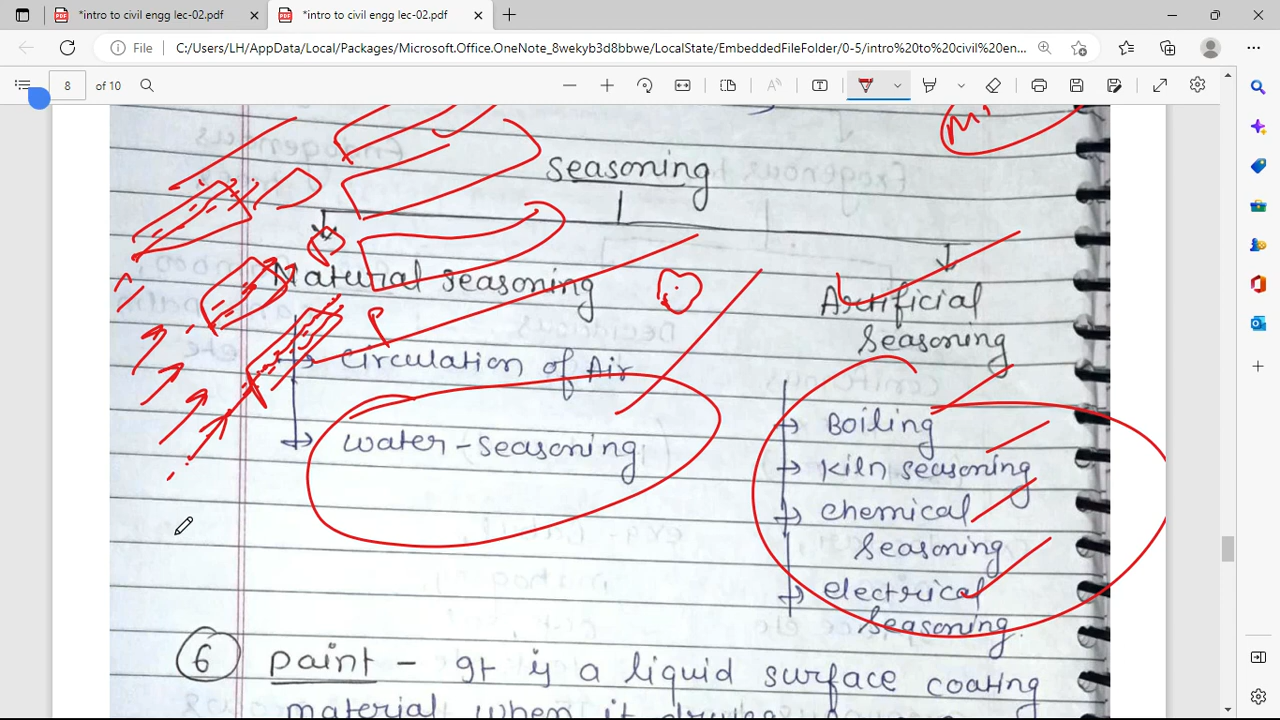 *intro to civil engg lec-02.pdf
*intro to civil engg lec-02.pdf
File
C:/Users/LH/AppData/Local/Packages/Microsoft.Office.OneNote_8wekyb3d8bbwe/LocalState/EmbeddedFileFolder/0-5/intro%20to%20civil%20en...
8 of 10
Seasoning
Natural seasoning
Circulation of Air
water-seasoning
Artificial
Seasoning
Boiling
Kiln seasoning
chemical
Seasoning
electrical
Seasoning.
6 Paint - It is a liquid surface coating
material when it